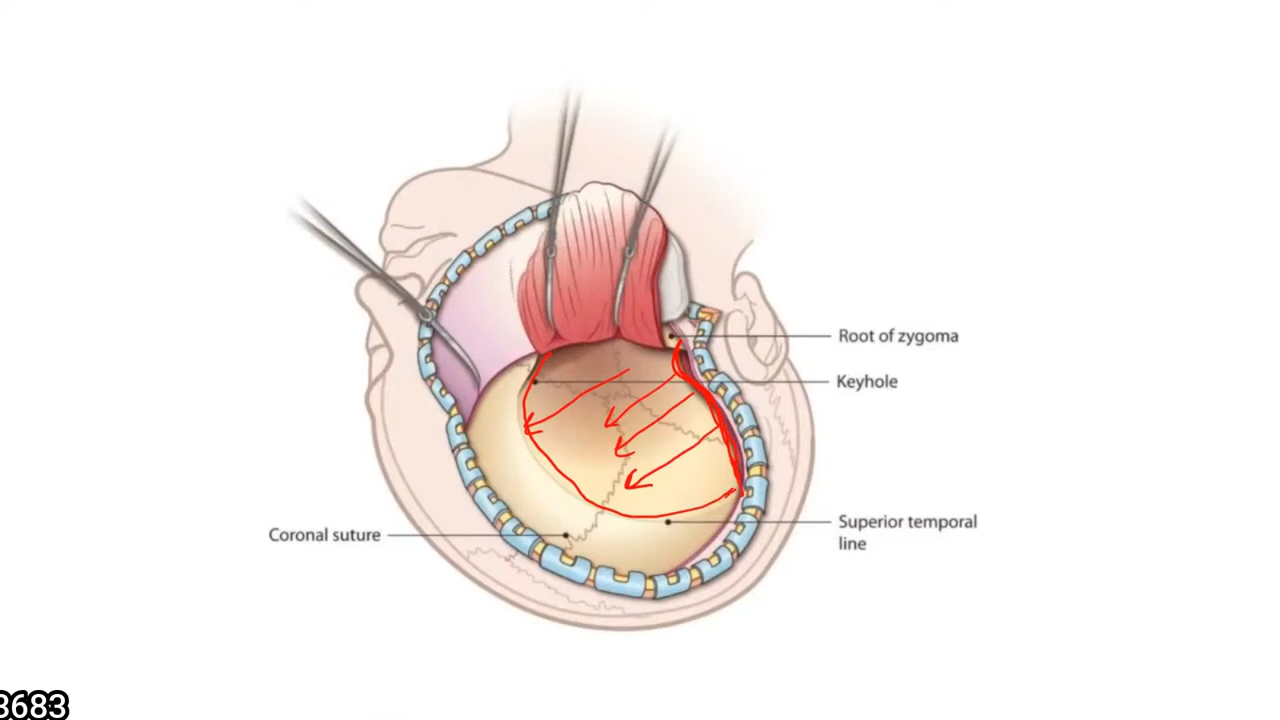 Root of zygoma
Keyhole
Coronal suture
Superior temporal
line
3683